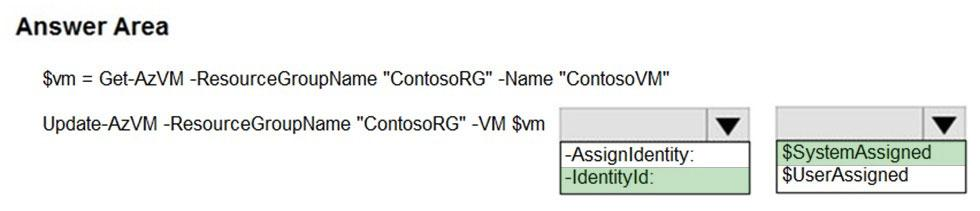 Answer Area
$vm = Get-AzVM -ResourceGroupName "ContosoRG" -Name "ContosoVM"
Update-AzVM -ResourceGroupName "ContosoRG" -VM $vm
-AssignIdentity:
-IdentityId:
$SystemAssigned
$UserAssigned